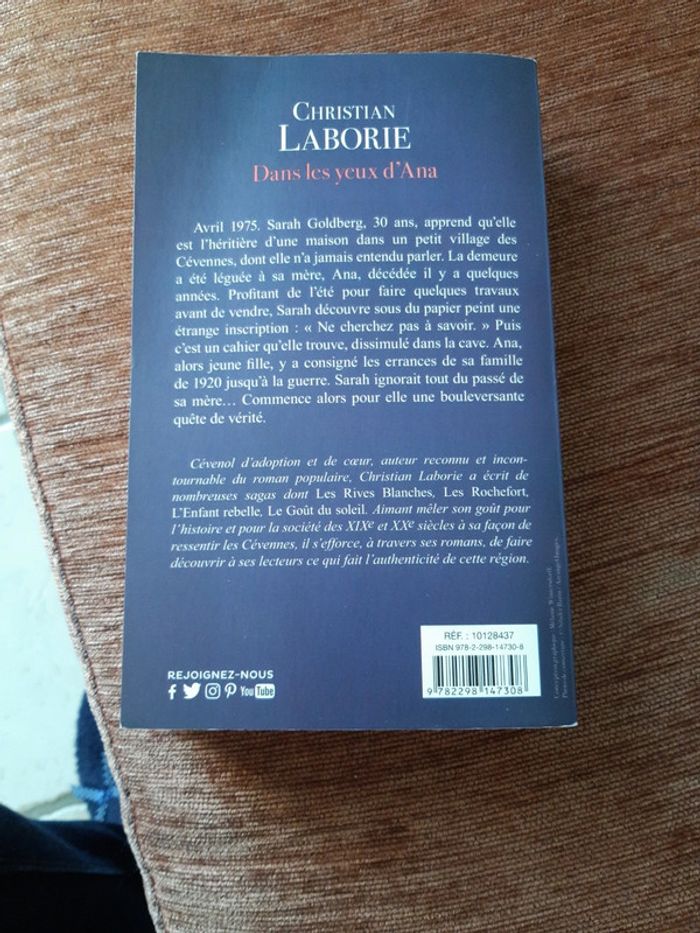 CHRISTIAN
LABORIE
Dans les yeux d'Ana
Avril 1975. Sarah Goldberg, 30 ans, apprend qu'elle
est l'héritière d'une maison dans un petit village des
Cévennes, dont elle n'a jamais entendu parler. La demeure
a été léguée à sa mère, Ana, décédée il y a quelques
années. Profitant de l'été pour faire quelques travaux
avant de vendre, Sarah découvre sous du papier peint une
étrange inscription : « Ne cherchez pas à savoir. » Puis
c'est un cahier qu'elle trouve, dissimulé dans la cave. Ana,
alors jeune fille, y a consigné les errances de sa famille
de 1920 jusqu'à la guerre. Sarah ignorait tout du passé de
sa mère… Commence alors pour elle une bouleversante
quête de vérité.
Cévenol d'adoption et de cœur, auteur reconnu et incon-
tournable du roman populaire, Christian Laborie a écrit de
nombreuses sagas dont Les Rives Blanches, Les Rochefort,
L'Enfant rebelle, Le Goût du soleil. Aimant mêler son goût pour
l'histoire et pour la société des XIXe et XXe siècles à sa façon de
ressentir les Cévennes, il s'efforce, à travers ses romans, de faire
découvrir à ses lecteurs ce qui fait l'authenticité de cette région.
RÉF. : 10128437
ISBN 978-2-298-14730-8
9 782298 147308
REJOIGNEZ-NOUS
YouTube